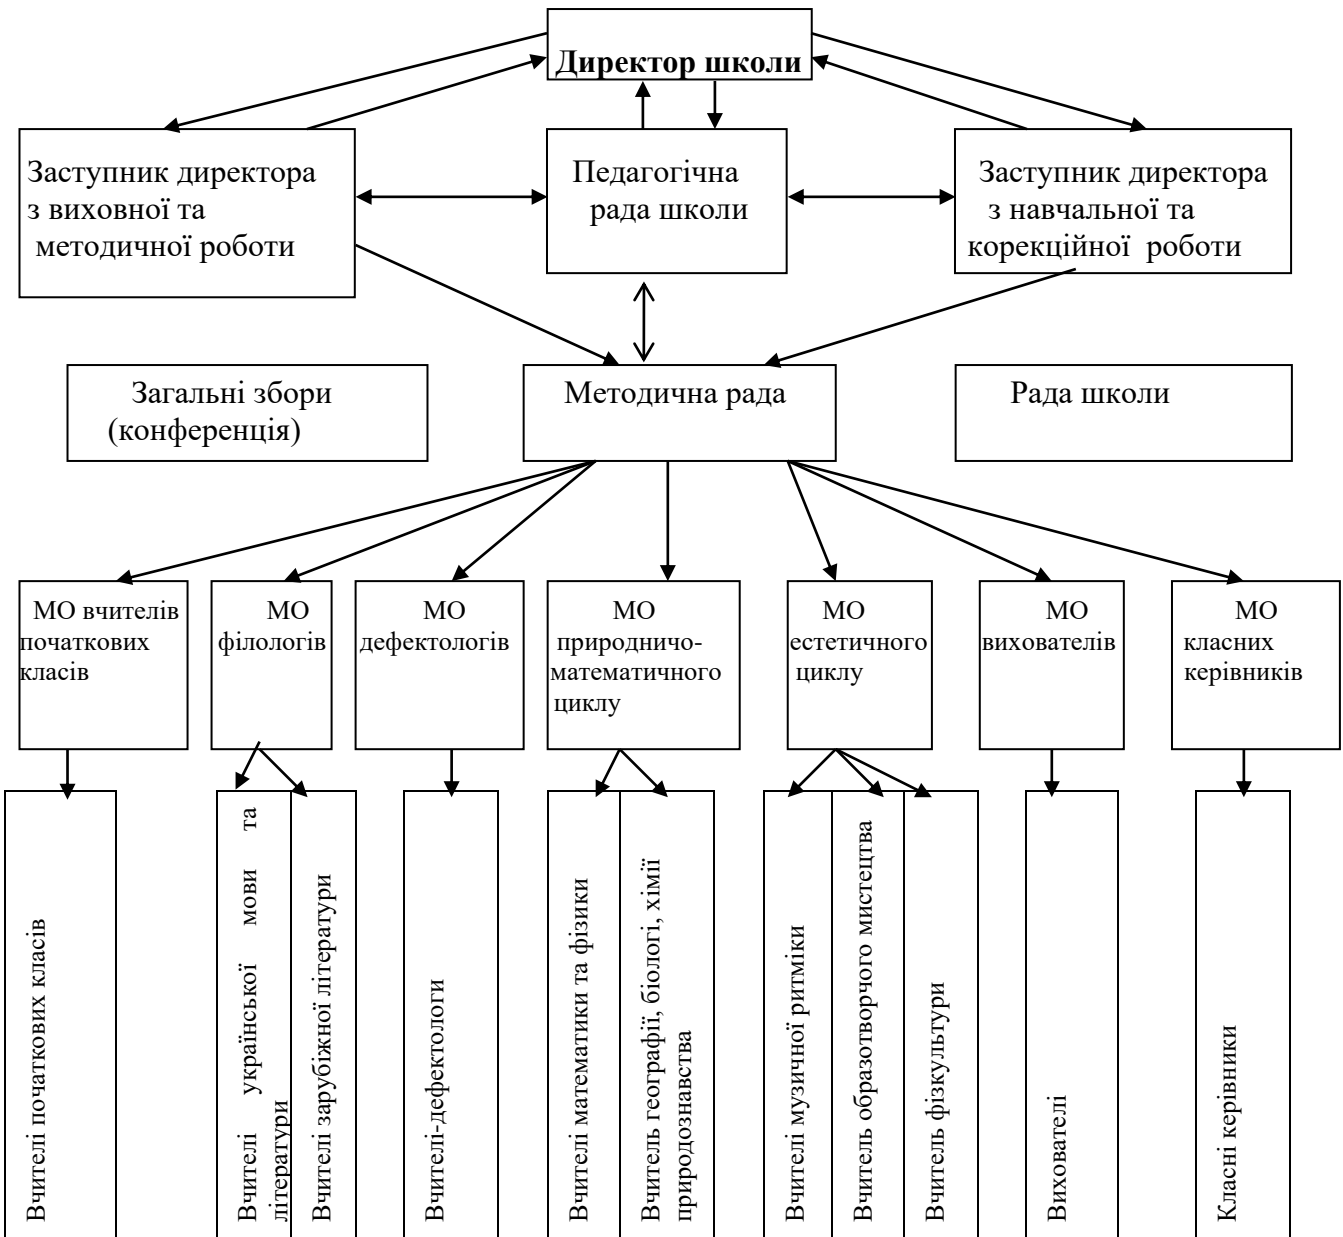 Директор школи
Заступник директора
з виховної та
методичної роботи
Педагогічна
рада школи
Заступник директора
з навчальної та
корекційної роботи
Загальні збори
(конференція)
Методична рада
Рада школи
МО вчителів
початкових
класів
МО
філологів
МО
дефектологів
МО
природничо-
математичного
циклу
МО
естетичного
циклу
МО
вихователів
МО
класних
керівників
Вчителі початкових класів
Вчителі української мови та
літератури
Вчителі зарубіжної літератури
Вчителі-дефектологи
Вчителі математики та фізики
Вчитель географії, біологі, хімії
природознавства
Вчителі музичної ритміки
Вчитель образотворчого мистецтва
Вчитель фізкультури
Вихователі
Класні керівники